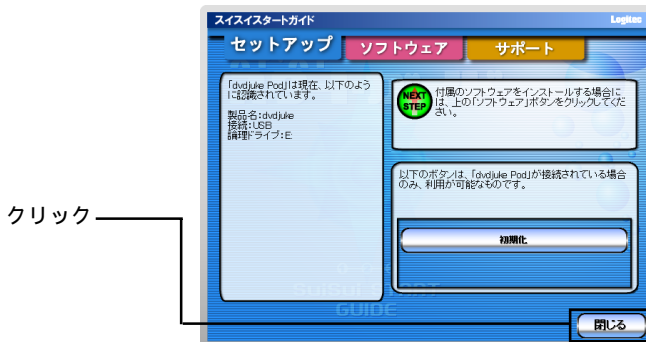 スイスイスタートガイド
Logitec
セットアップ
ソフトウェア
サポート
「dvdjuke Pod」は現在、以下のよう
に認識されています。
製品名:dvdjuke
接続:USB
論理ドライブ:E:
NEXT
STEP
付属のソフトウェアをインストールする場合に
は、上の「ソフトウェア」ボタンをクリックしてくだ
さい。
以下のボタンは、「dvdjuke Pod」が接続されている場合
のみ、利用が可能なものです。
クリック
初期化
SUISUI START
GUIDE
閉じる